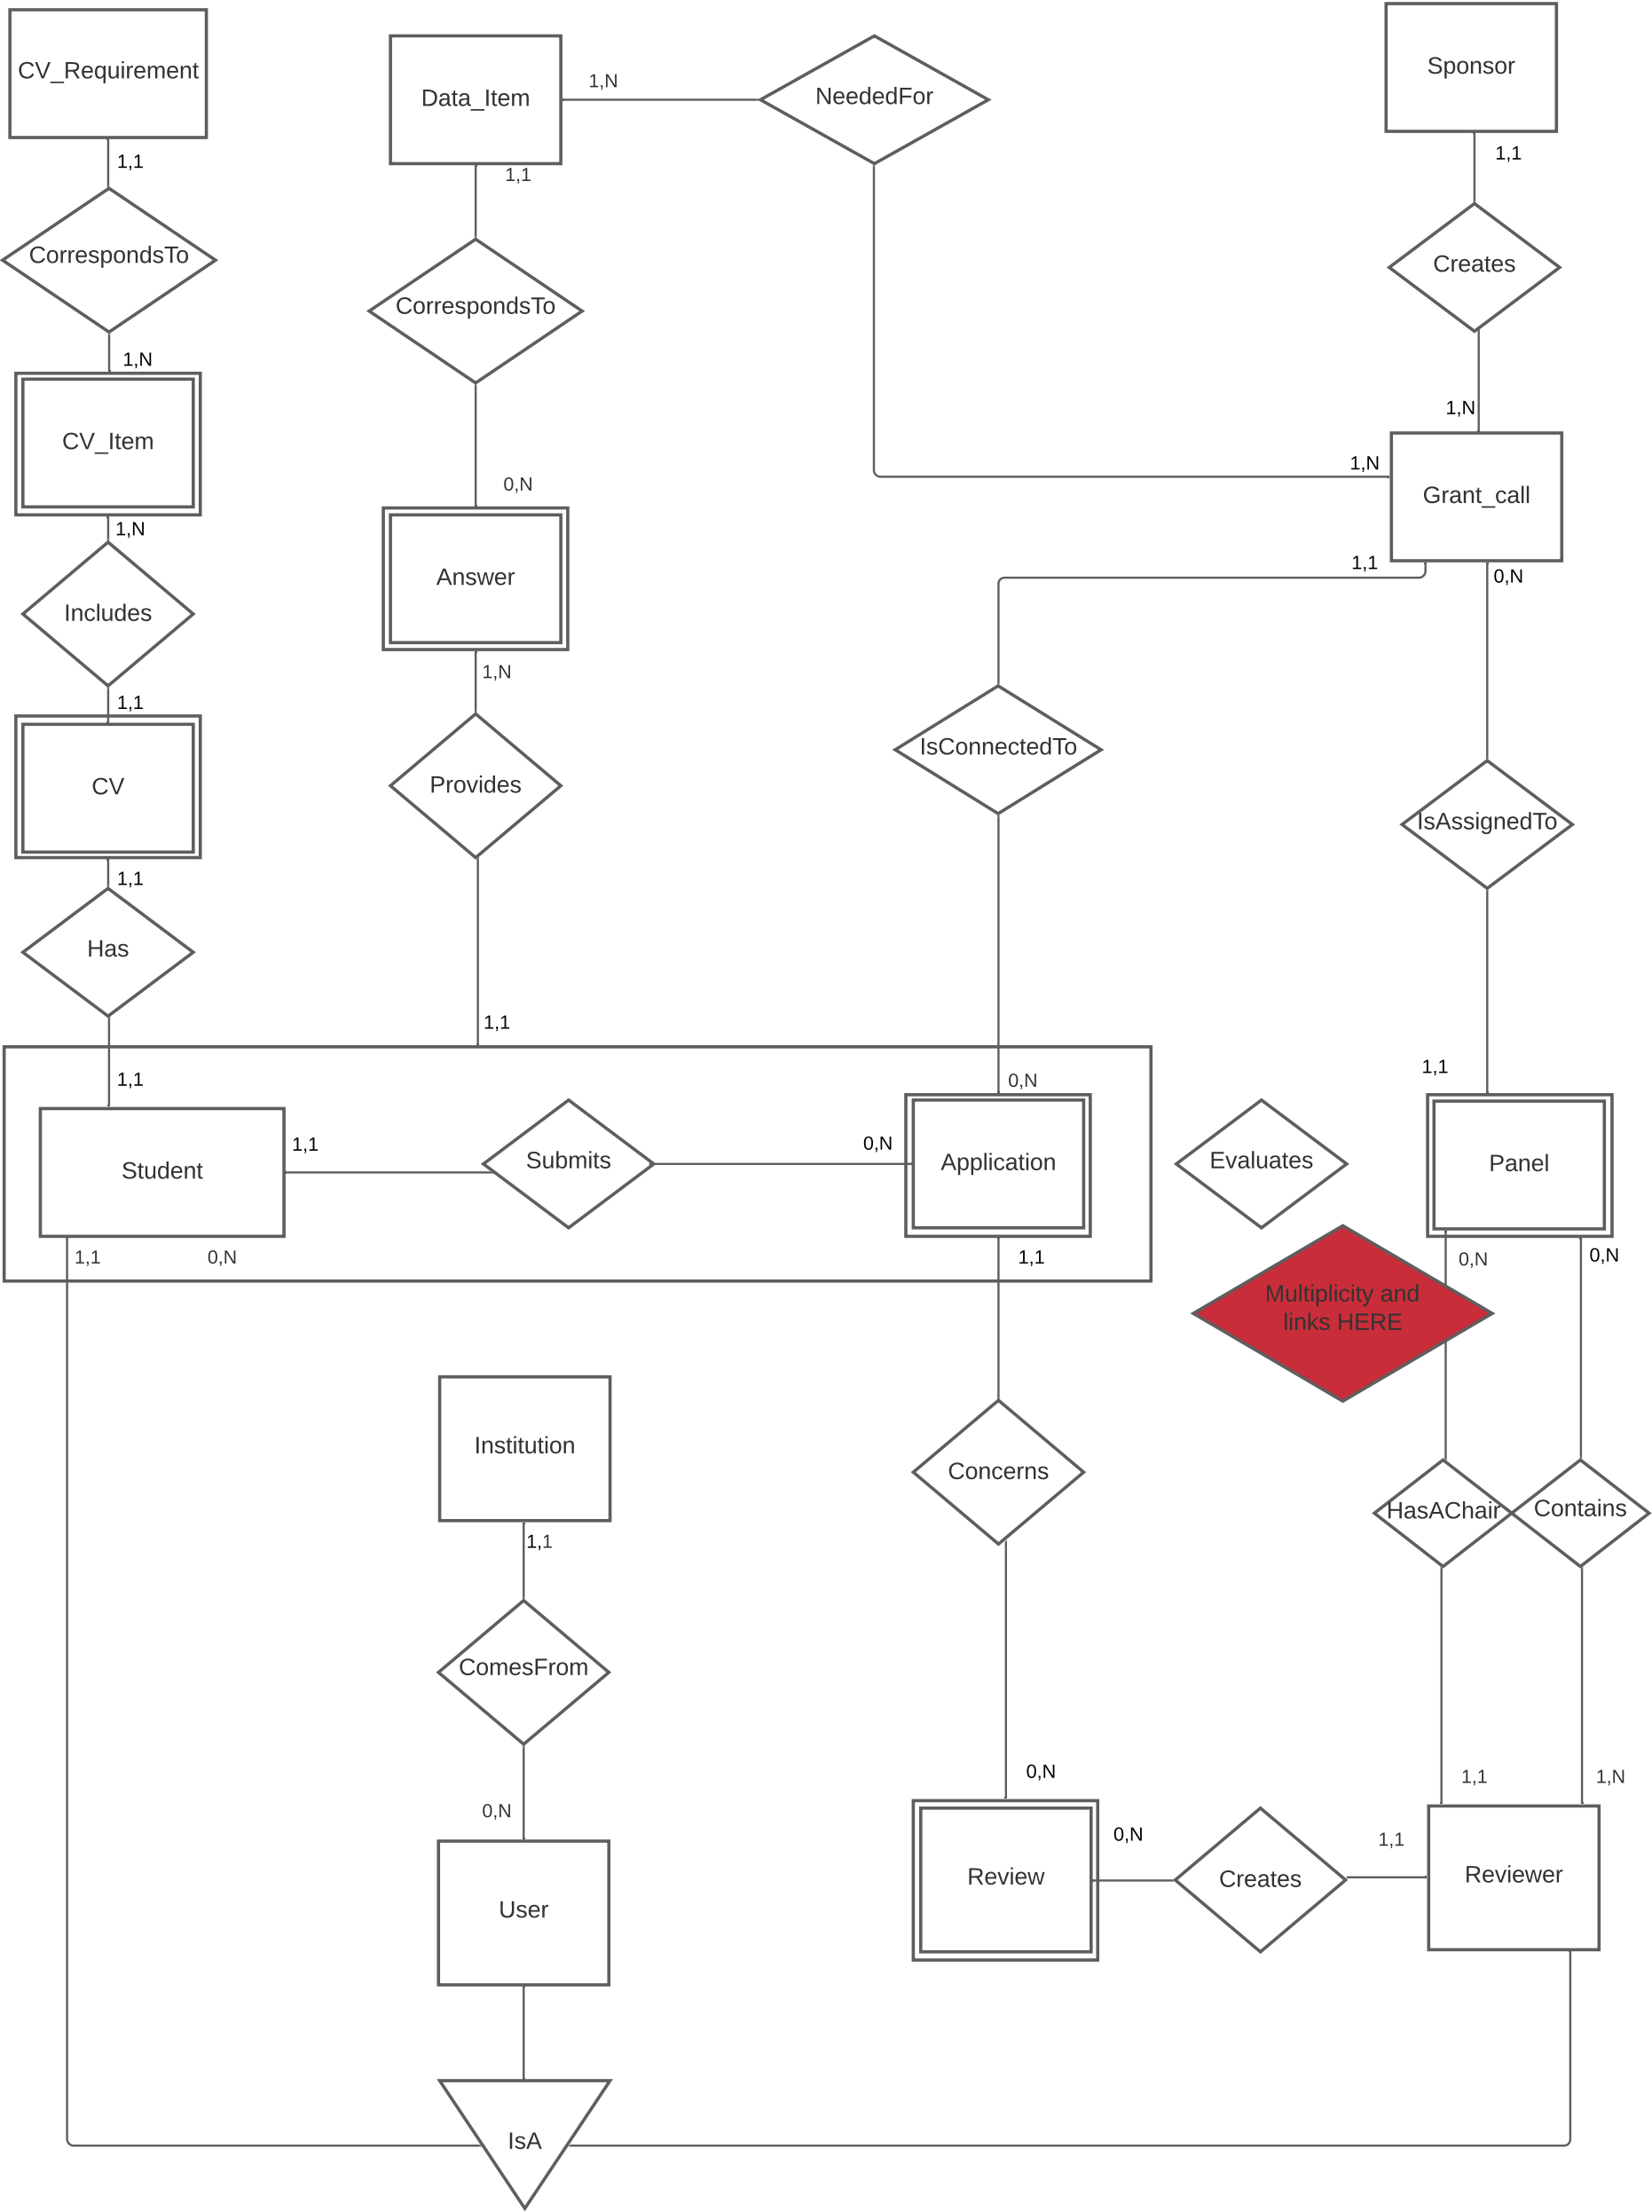 CV_Requirement
Data_Item
1,N
NeededFor
Sponsor
1,1
1,1
1,1
CorrespondsTo
CorrespondsTo
Creates
1,N
1,N
1,N
CV_Item
0,N
Grant_call
1,N
1,1
0,N
Includes
Answer
1,N
1,1
CV
Provides
IsConnectedTo
IsAssignedTo
1,1
Has
1,1
1,1
1,1
0,N
1,1
Student
1,1
Submits
0,N
Application
Evaluates
Panel
1,1
0,N
1,1
0,N
0,N
Multiplicity and
links HERE
Institution
Concerns
HasAChair
Contains
1,1
ComesFrom
0,N
0,N
1,1
1,N
User
Review
0,N
Creates
1,1
Reviewer
IsA